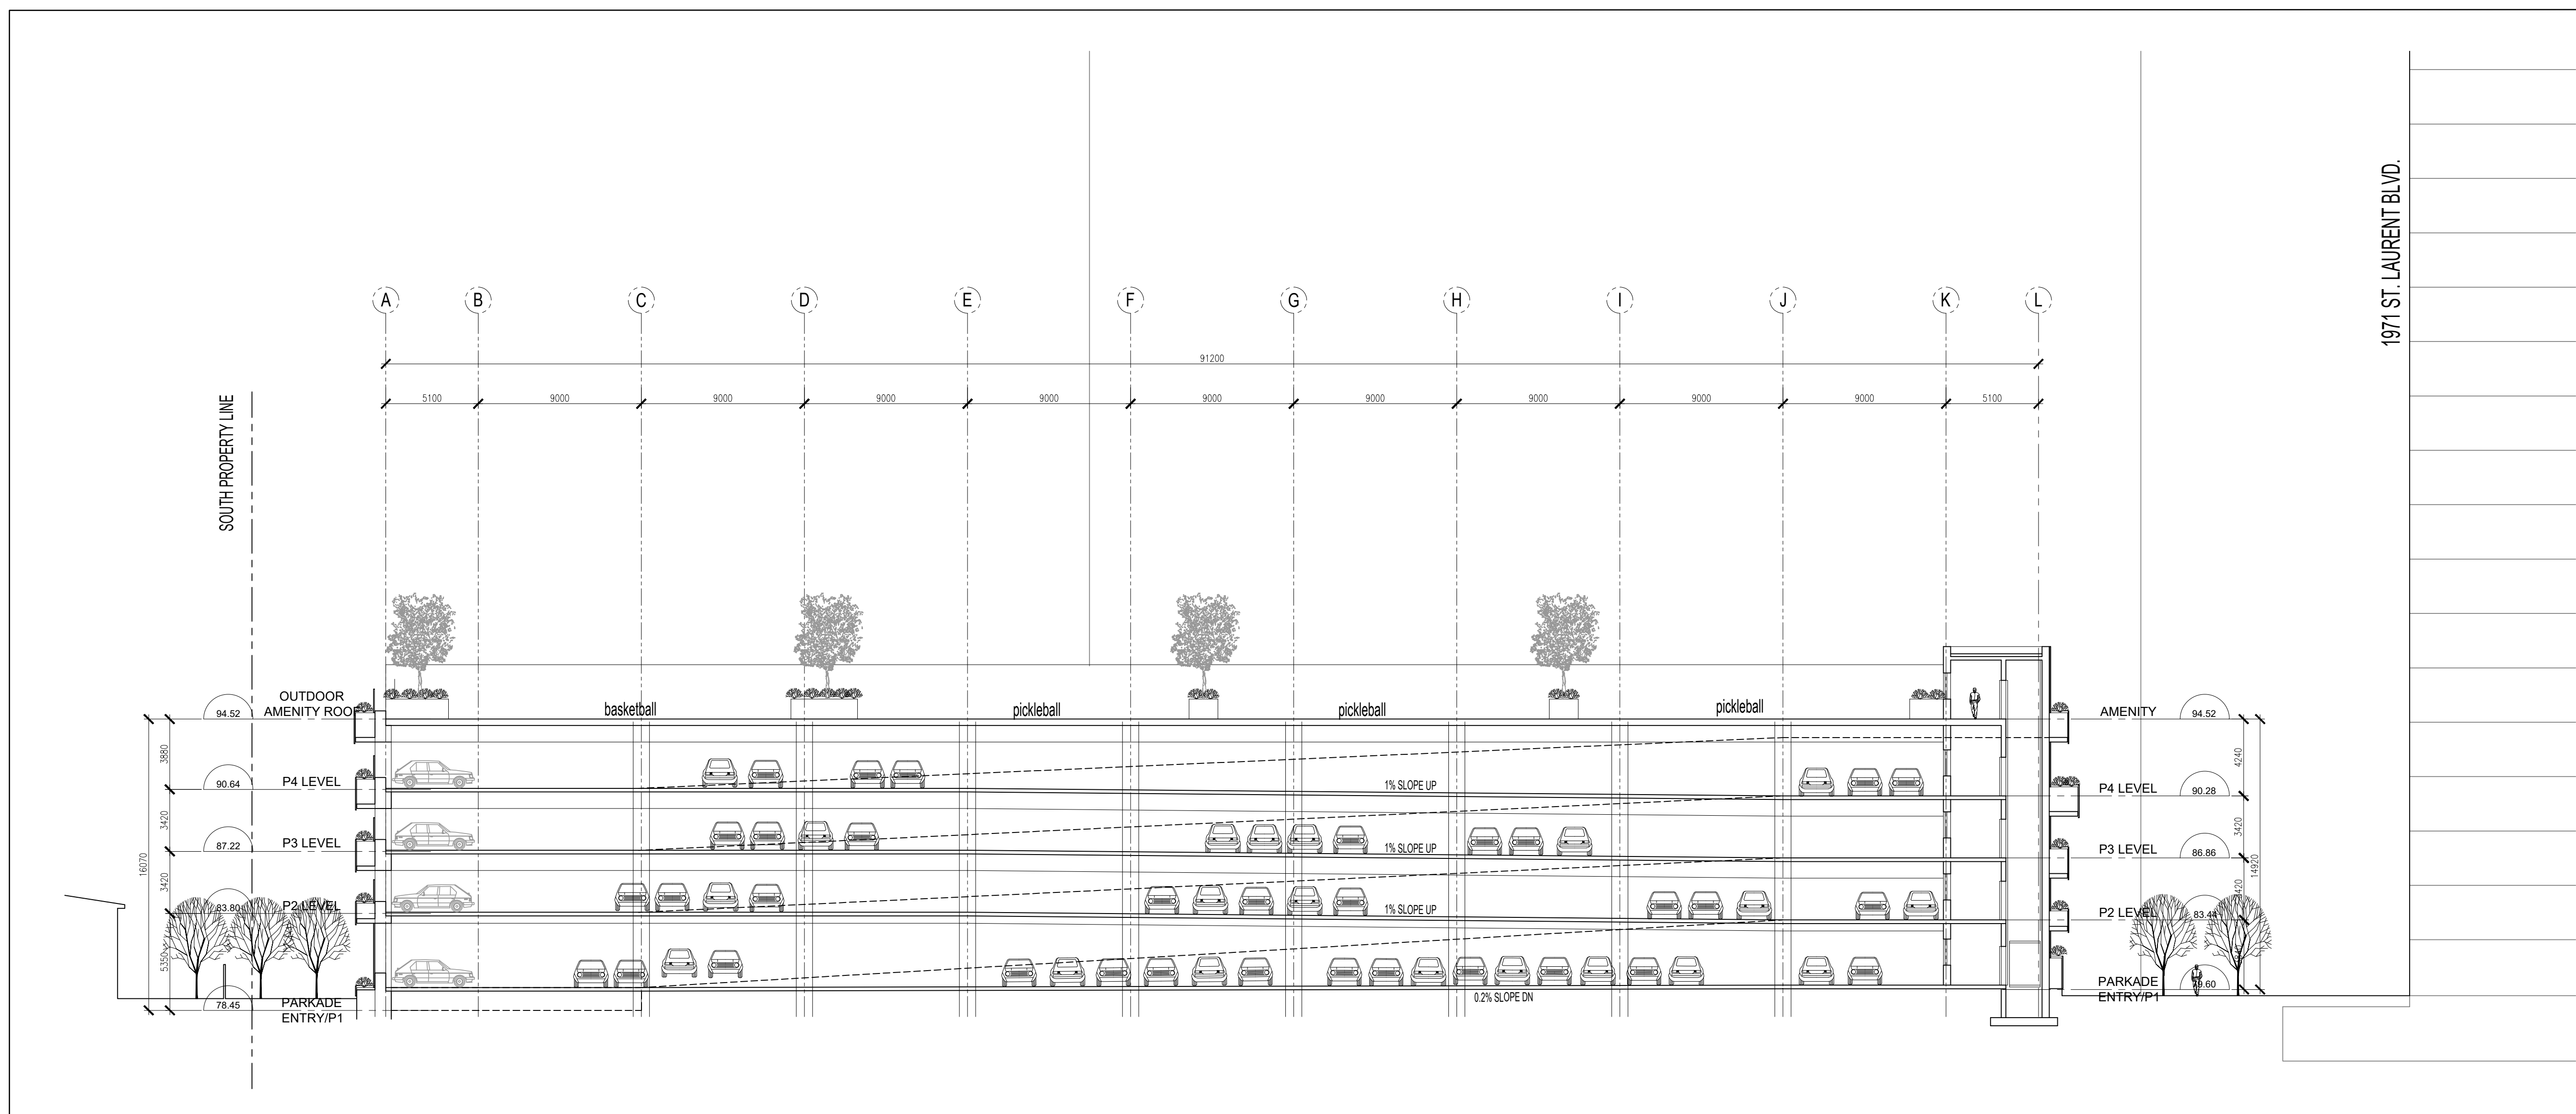 1971 ST. LAURENT BLVD.
A B C D E F G H I J K L
91200
5100 9000 9000 9000 9000 9000 9000 9000 9000 9000 5100
SOUTH PROPERTY LINE
OUTDOOR
AMENITY ROOF
94.52
basketball
pickleball
pickleball
pickleball
AMENITY
94.52
3880
4240
90.64
P4 LEVEL
1% SLOPE UP
P4 LEVEL
90.28
3420
3420
87.22
P3 LEVEL
1% SLOPE UP
P3 LEVEL
86.86
16070
14920
3420
3420
83.80
P2 LEVEL
1% SLOPE UP
P2 LEVEL
83.44
5350
78.45
PARKADE
ENTRY/P1
0.2% SLOPE DN
PARKADE
ENTRY/P1
79.60